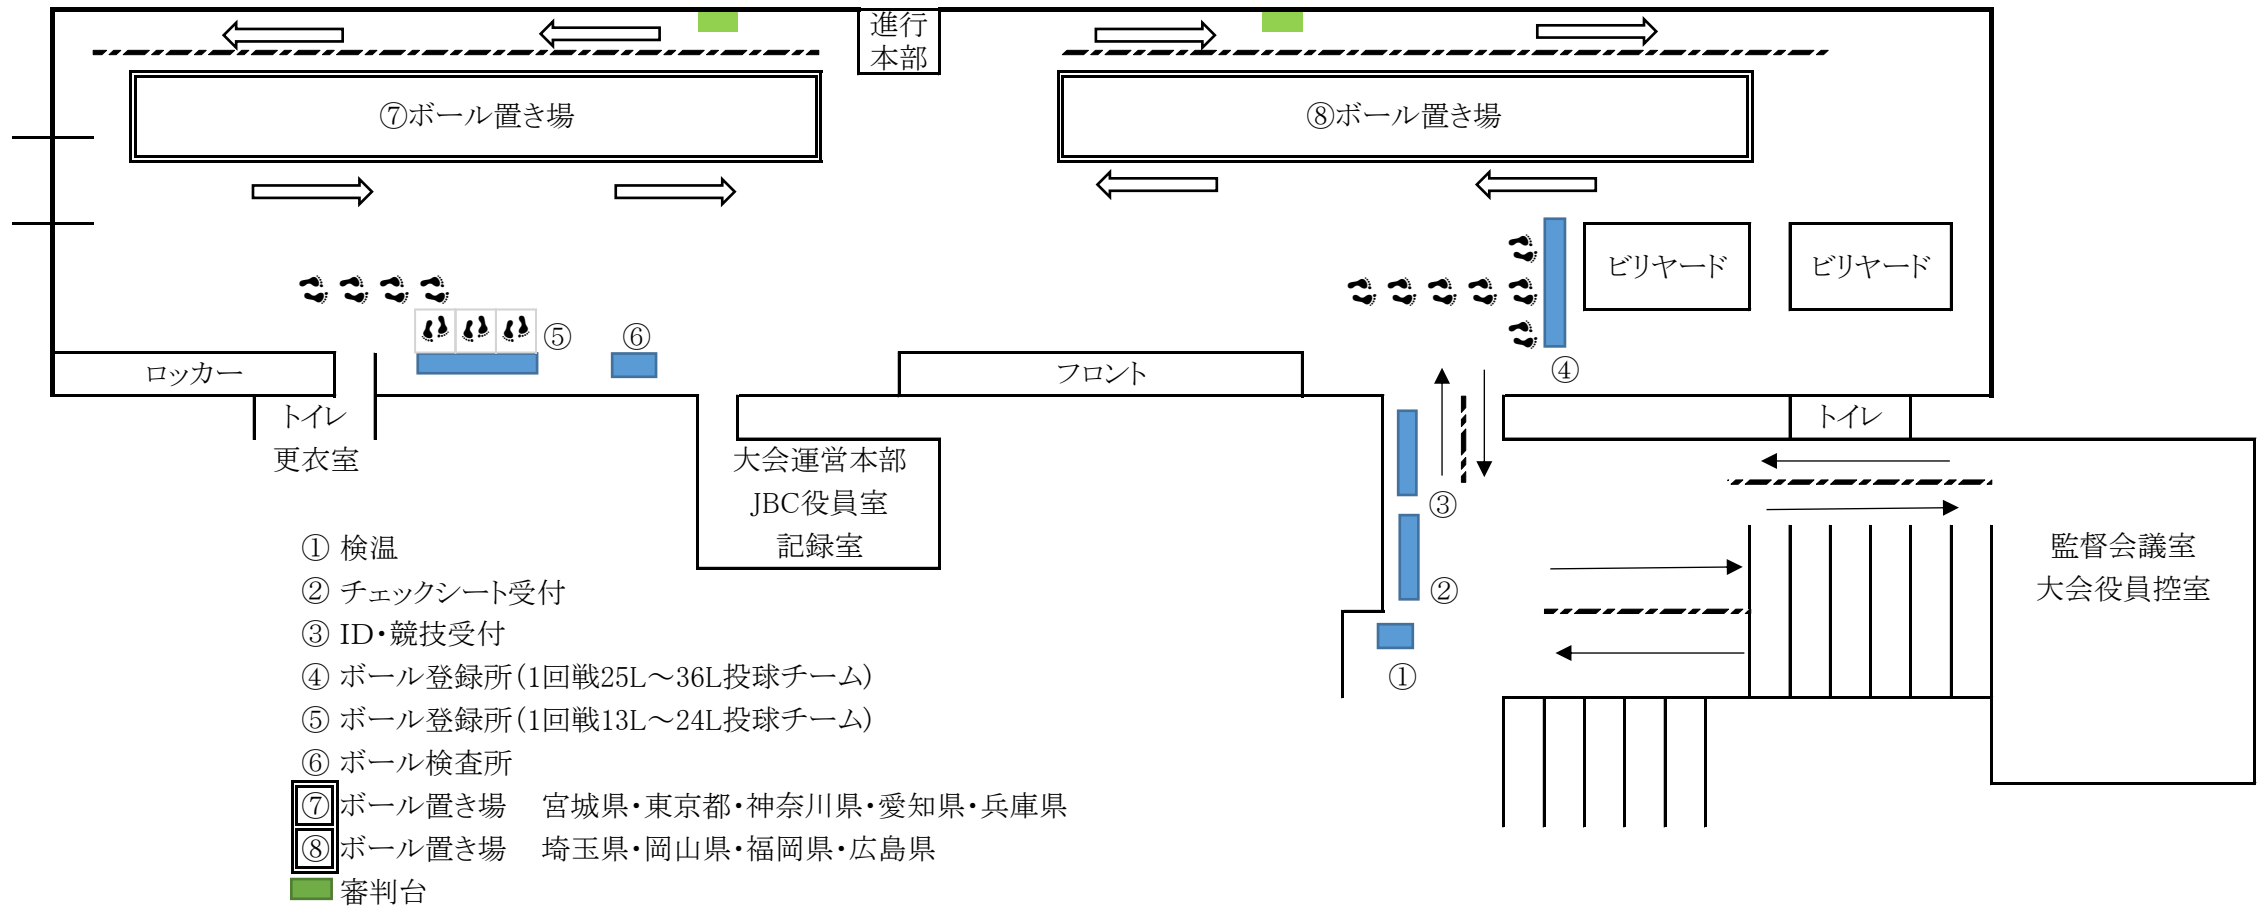 進行
本部
⑦ボール置き場
⑧ボール置き場
ビリヤード
ビリヤード
⑤
⑥
④
ロッカー
フロント
トイレ
更衣室
トイレ
大会運営本部
JBC役員室
記録室
③
②
①
監督会議室
大会役員控室
① 検温
② チェックシート受付
③ ID・競技受付
④ ボール登録所(1回戦25L～36L投球チーム)
⑤ ボール登録所(1回戦13L～24L投球チーム)
⑥ ボール検査所
⑦ ボール置き場　宮城県・東京都・神奈川県・愛知県・兵庫県
⑧ ボール置き場　埼玉県・岡山県・福岡県・広島県
審判台